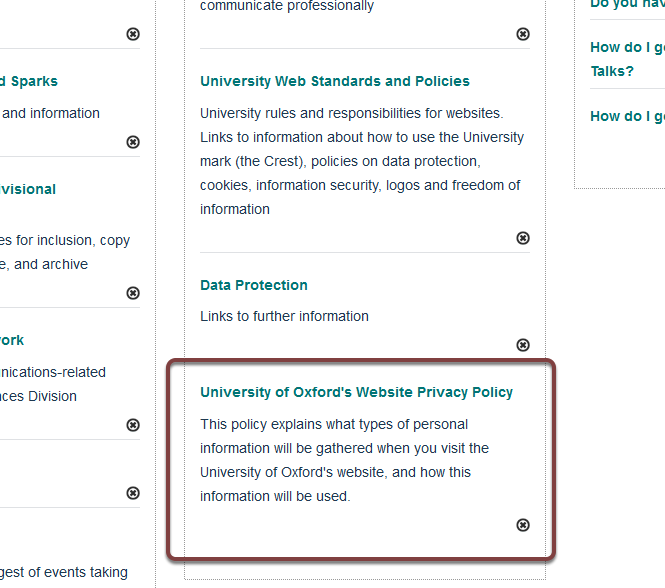 d Sparks
and information
visional
es for inclusion, copy
e, and archive
ork
nications-related
nces Division
gest of events taking
communicate professionally
University Web Standards and Policies
University rules and responsibilities for websites.
Links to information about how to use the University
mark (the Crest), policies on data protection,
cookies, information security, logos and freedom of
information
Data Protection
Links to further information
University of Oxford's Website Privacy Policy
This policy explains what types of personal
information will be gathered when you visit the
University of Oxford's website, and how this
information will be used.
Do you hav
How do I ge
Talks?
How do I ge